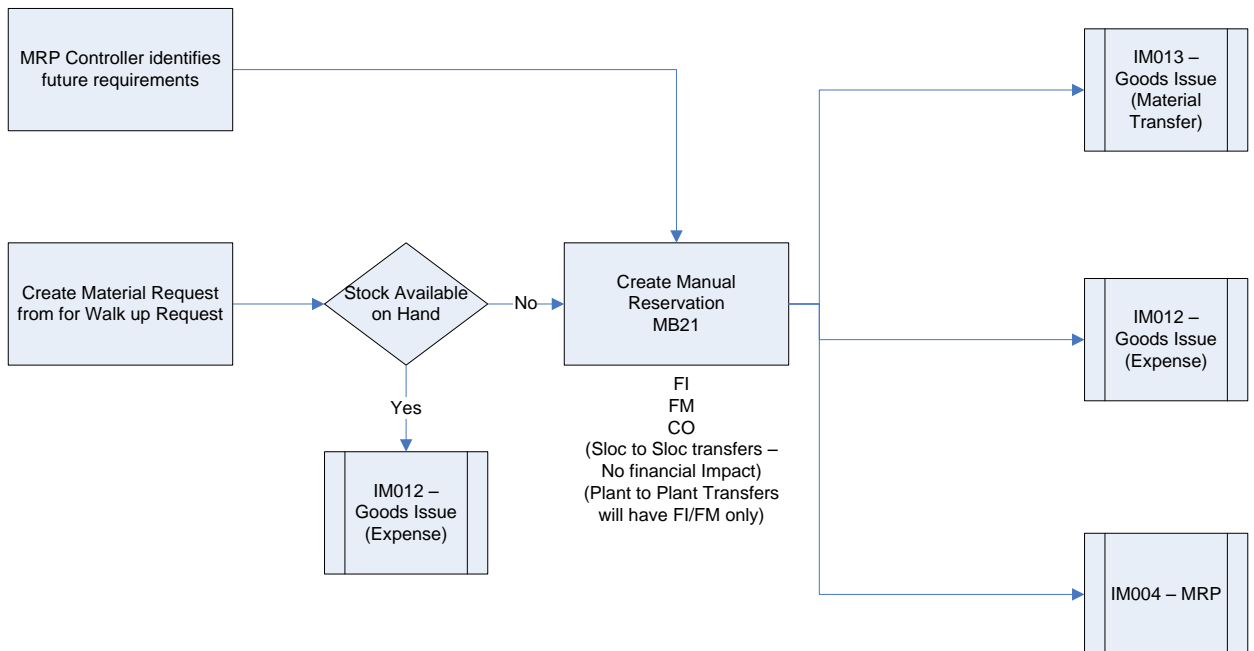 MRP Controller identifies
future requirements
IM013 –
Goods Issue
(Material
Transfer)
Create Material Request
from for Walk up Request
Stock Available
on Hand
No
Create Manual
Reservation
MB21
IM012 –
Goods Issue
(Expense)
Yes
FI
FM
CO
(Sloc to Sloc transfers –
No financial Impact)
(Plant to Plant Transfers
will have FI/FM only)
IM012 –
Goods Issue
(Expense)
IM004 – MRP